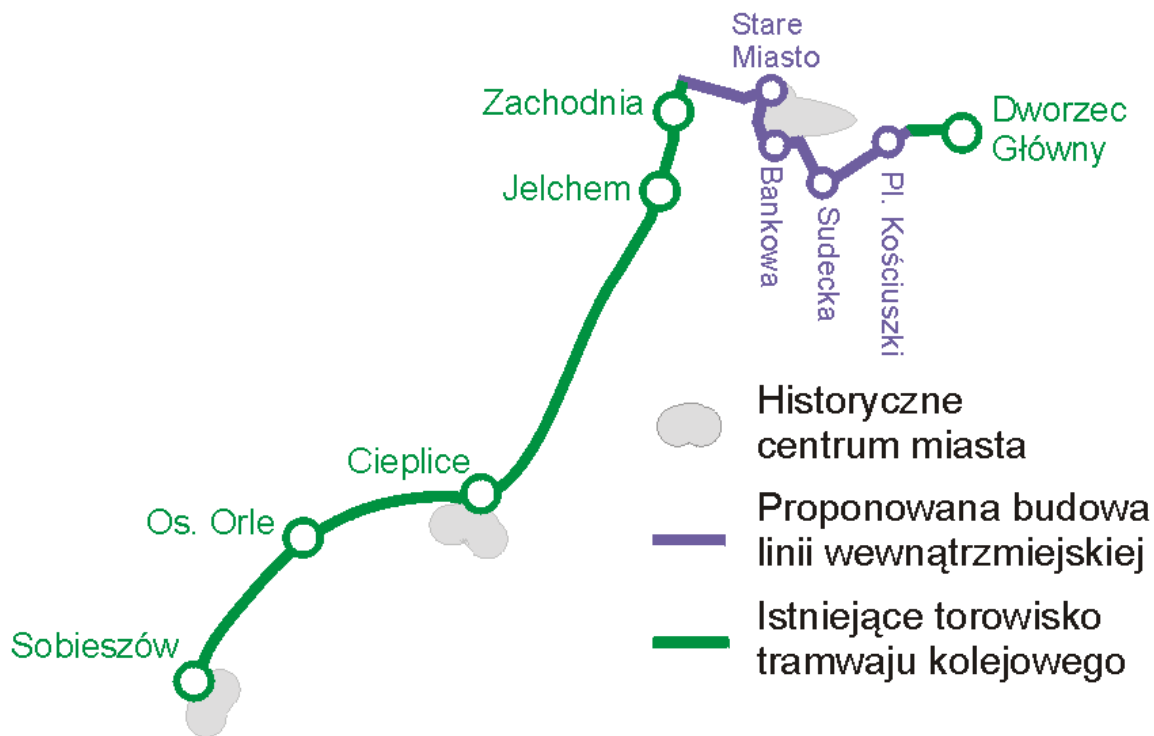 Stare
Miasto
Zachodnia
Dworzec
Główny
Jelchem
Bankowa
Sudecka
Pl. Kościuszki
Historyczne
centrum miasta
Cieplice
Proponowana budowa
linii wewnątrzmiejskiej
Os. Orle
Istniejące torowisko
tramwaju kolejowego
Sobieszów